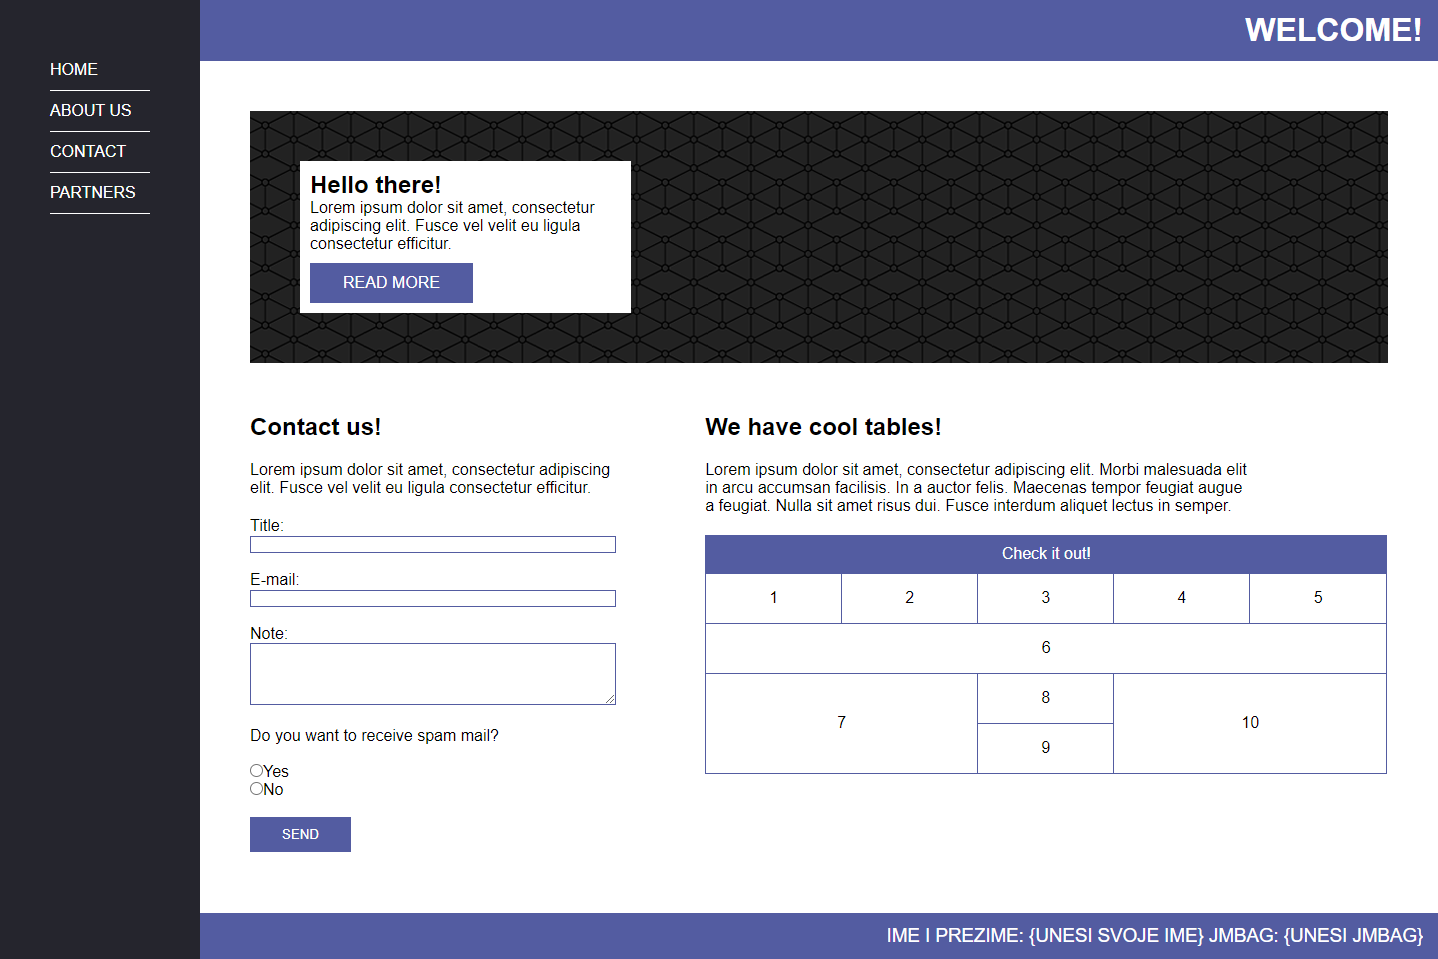 WELCOME!
HOME
ABOUT US
CONTACT
PARTNERS
Hello there!
Lorem ipsum dolor sit amet, consectetur
adipiscing elit. Fusce vel velit eu ligula
consectetur efficitur.
READ MORE
Contact us!
Lorem ipsum dolor sit amet, consectetur adipiscing
elit. Fusce vel velit eu ligula consectetur efficitur.
Title:
E-mail:
Note:
Do you want to receive spam mail?
Yes
No
SEND
We have cool tables!
Lorem ipsum dolor sit amet, consectetur adipiscing elit. Morbi malesuada elit
in arcu accumsan facilisis. In a auctor felis. Maecenas tempor feugiat augue
a feugiat. Nulla sit amet risus dui. Fusce interdum aliquet lectus in semper.
Check it out!
1 2 3 4 5
6
7 8 10
9
IME I PREZIME: {UNESI SVOJE IME} JMBAG: {UNESI JMBAG}